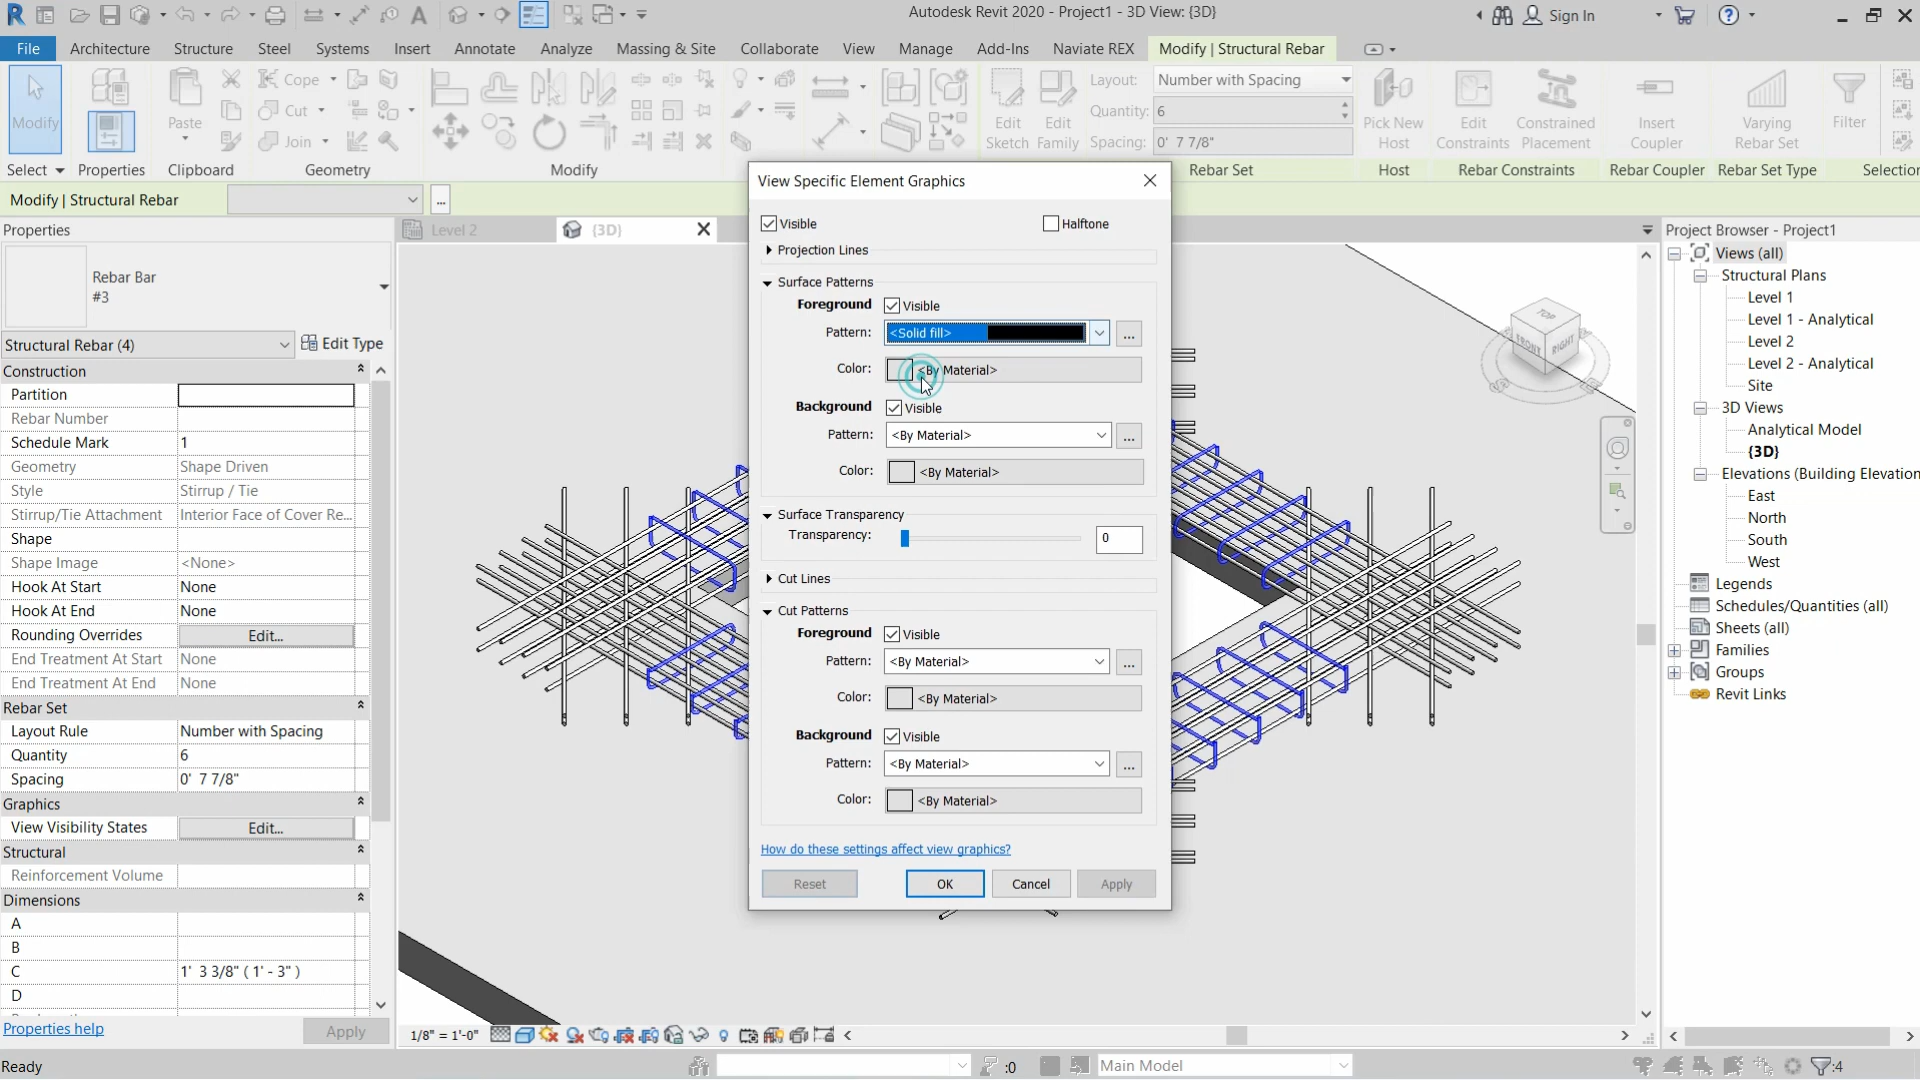 Autodesk Revit 2020 - Project1 - 3D View: {3D}
Sign In
File Architecture Structure Steel Systems Insert Annotate Analyze Massing & Site Collaborate View Manage Add-Ins Naviate REX Modify | Structural Rebar
Modify
Paste
Cope
Cut
Join
Edit Sketch
Edit Family
Layout: Number with Spacing
Quantity: 6
Spacing: 0' 7 7/8"
Pick New Host
Edit Constraints
Constrained Placement
Insert Coupler
Varying Rebar Set
Filter
Select Properties Clipboard Geometry Modify Rebar Set Host Rebar Constraints Rebar Coupler Rebar Set Type Selection
Modify | Structural Rebar
...
Properties
Rebar Bar
#3
Structural Rebar (4) Edit Type
Construction
Partition
Rebar Number
Schedule Mark 1
Geometry Shape Driven
Style Stirrup / Tie
Stirrup/Tie Attachment Interior Face of Cover Re...
Shape
Shape Image <None>
Hook At Start None
Hook At End None
Rounding Overrides Edit...
End Treatment At Start None
End Treatment At End None
Rebar Set
Layout Rule Number with Spacing
Quantity 6
Spacing 0' 7 7/8"
Graphics
View Visibility States Edit...
Structural
Reinforcement Volume
Dimensions
A
B
C 1' 3 3/8" ( 1' - 3" )
D
Properties help Apply
Level 2 {3D}
View Specific Element Graphics
Visible Halftone
Projection Lines
Surface Patterns
Foreground Visible
Pattern: <Solid fill> ...
Color: <By Material>
Background Visible
Pattern: <By Material> ...
Color: <By Material>
Surface Transparency
Transparency: 0
Cut Lines
Cut Patterns
Foreground Visible
Pattern: <By Material> ...
Color: <By Material>
Background Visible
Pattern: <By Material> ...
Color: <By Material>
How do these settings affect view graphics?
Reset OK Cancel Apply
TOP
FRONT RIGHT
Project Browser - Project1
Views (all)
Structural Plans
Level 1
Level 1 - Analytical
Level 2
Level 2 - Analytical
Site
3D Views
Analytical Model
{3D}
Elevations (Building Elevation
East
North
South
West
Legends
Schedules/Quantities (all)
Sheets (all)
Families
Groups
Revit Links
1/8" = 1'-0"
Ready
:0
Main Model
:4